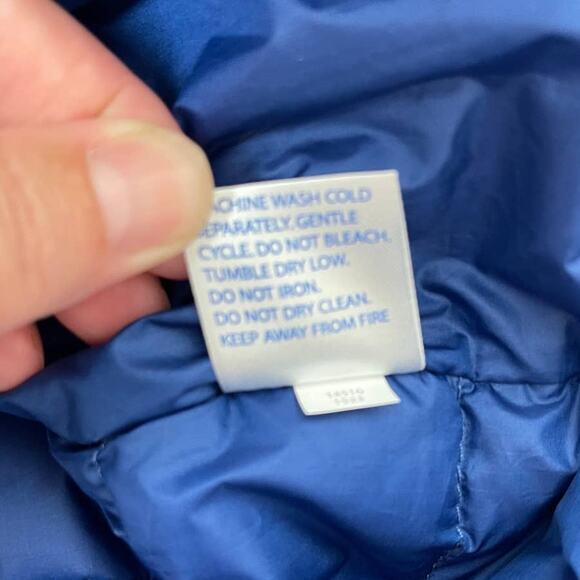 ACHINE WASH COLD
SEPARATELY. GENTLE
CYCLE. DO NOT BLEACH.
TUMBLE DRY LOW.
DO NOT IRON.
DO NOT DRY CLEAN.
KEEP AWAY FROM FIRE